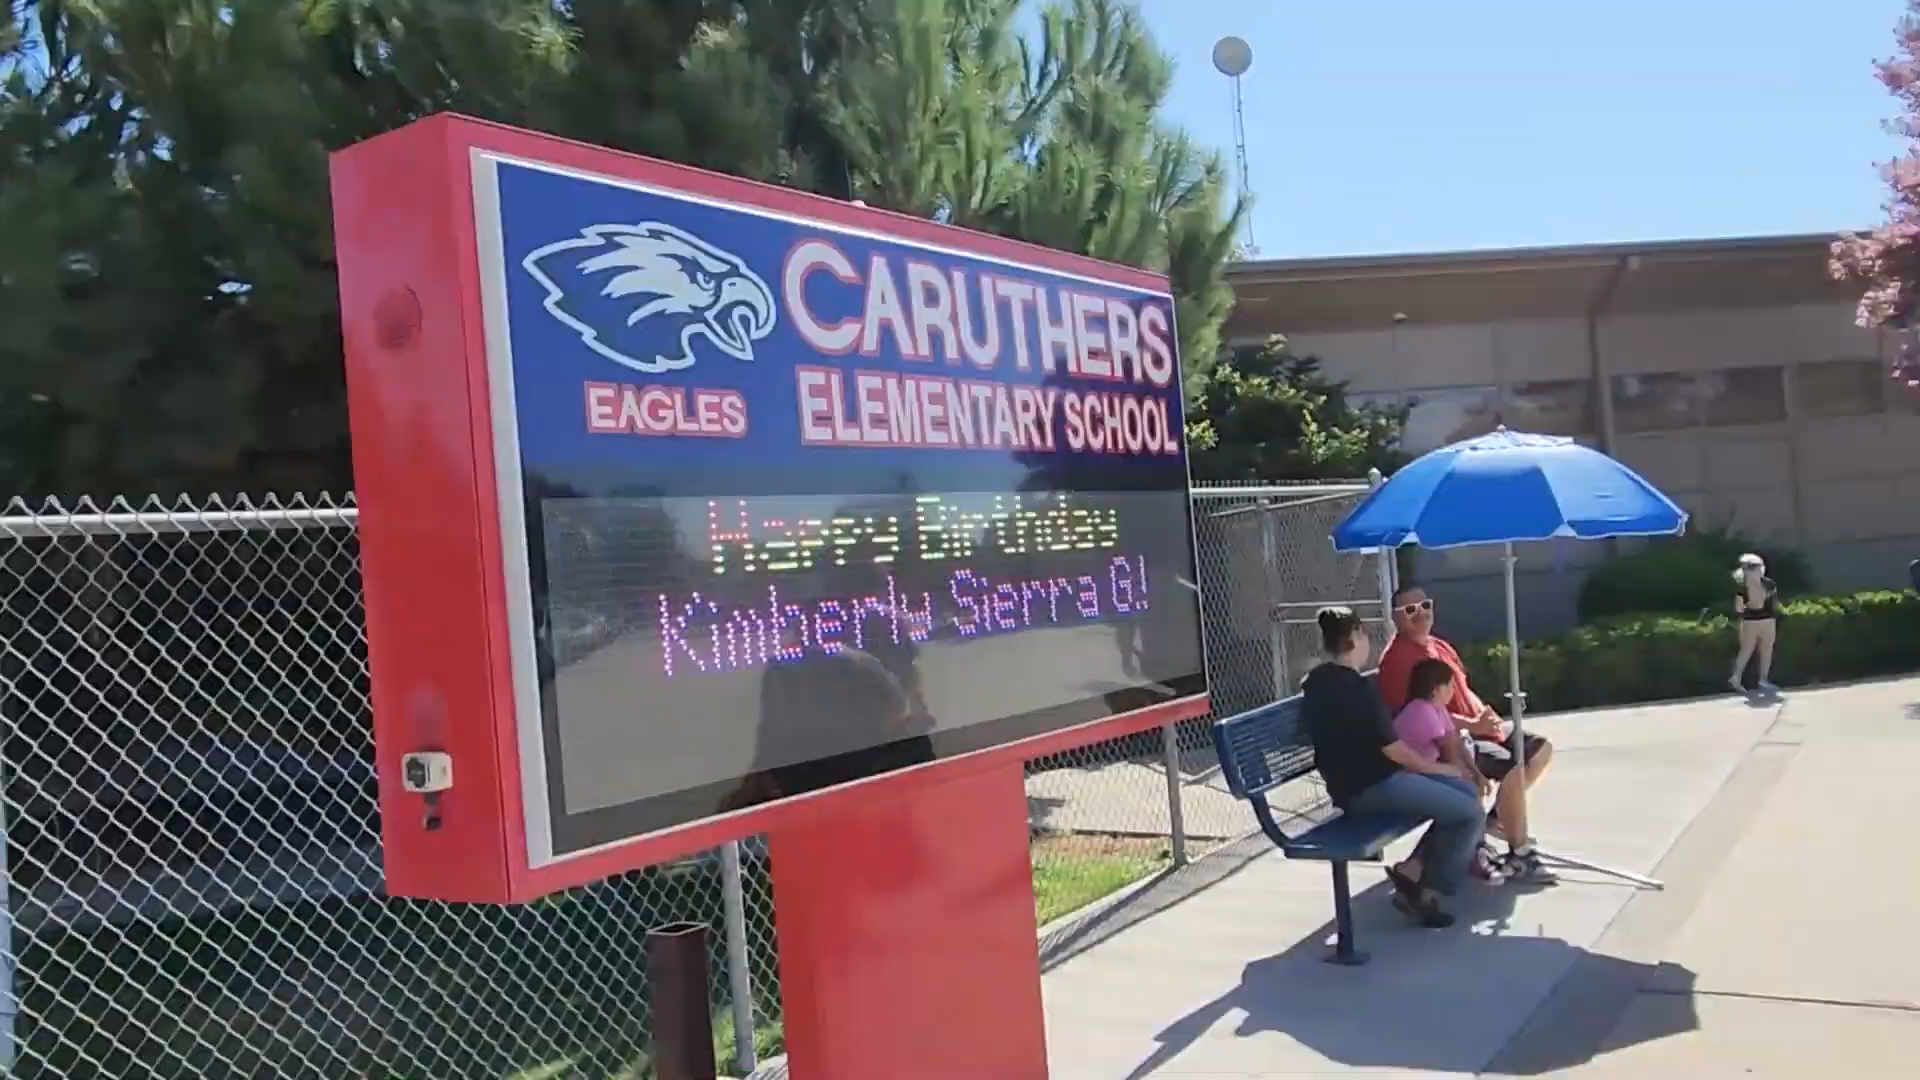 CARUTHERS
ELEMENTARY SCHOOL
EAGLES
Happy Birthday
Kimberly Sierra G!